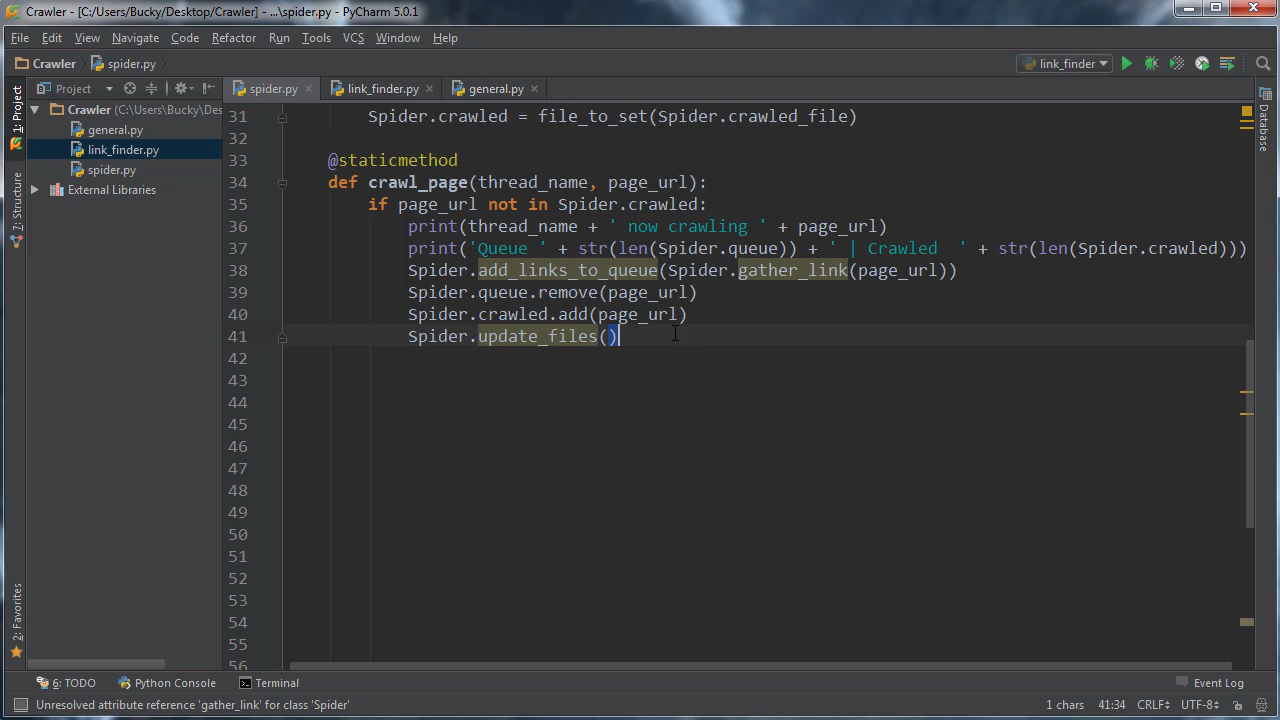 Crawler - [C:/Users/Bucky/Desktop/Crawler] - ...\spider.py - PyCharm 5.0.1
File Edit View Navigate Code Refactor Run Tools VCS Window Help
Crawler spider.py link_finder
Project spider.py link_finder.py general.py
1: Project
7: Structure
2: Favorites
Database
Crawler (C:\Users\Bucky\Des
general.py
link_finder.py
spider.py
External Libraries
31 Spider.crawled = file_to_set(Spider.crawled_file)
32
33 @staticmethod
34 def crawl_page(thread_name, page_url):
35 if page_url not in Spider.crawled:
36 print(thread_name + ' now crawling ' + page_url)
37 print('Queue ' + str(len(Spider.queue)) + ' | Crawled  ' + str(len(Spider.crawled)))
38 Spider.add_links_to_queue(Spider.gather_link(page_url))
39 Spider.queue.remove(page_url)
40 Spider.crawled.add(page_url)
41 Spider.update_files()
42
43
44
45
46
47
48
49
50
51
52
53
54
55
56
6: TODO Python Console Terminal Event Log
Unresolved attribute reference 'gather_link' for class 'Spider' 1 chars 41:34 CRLF÷ UTF-8÷